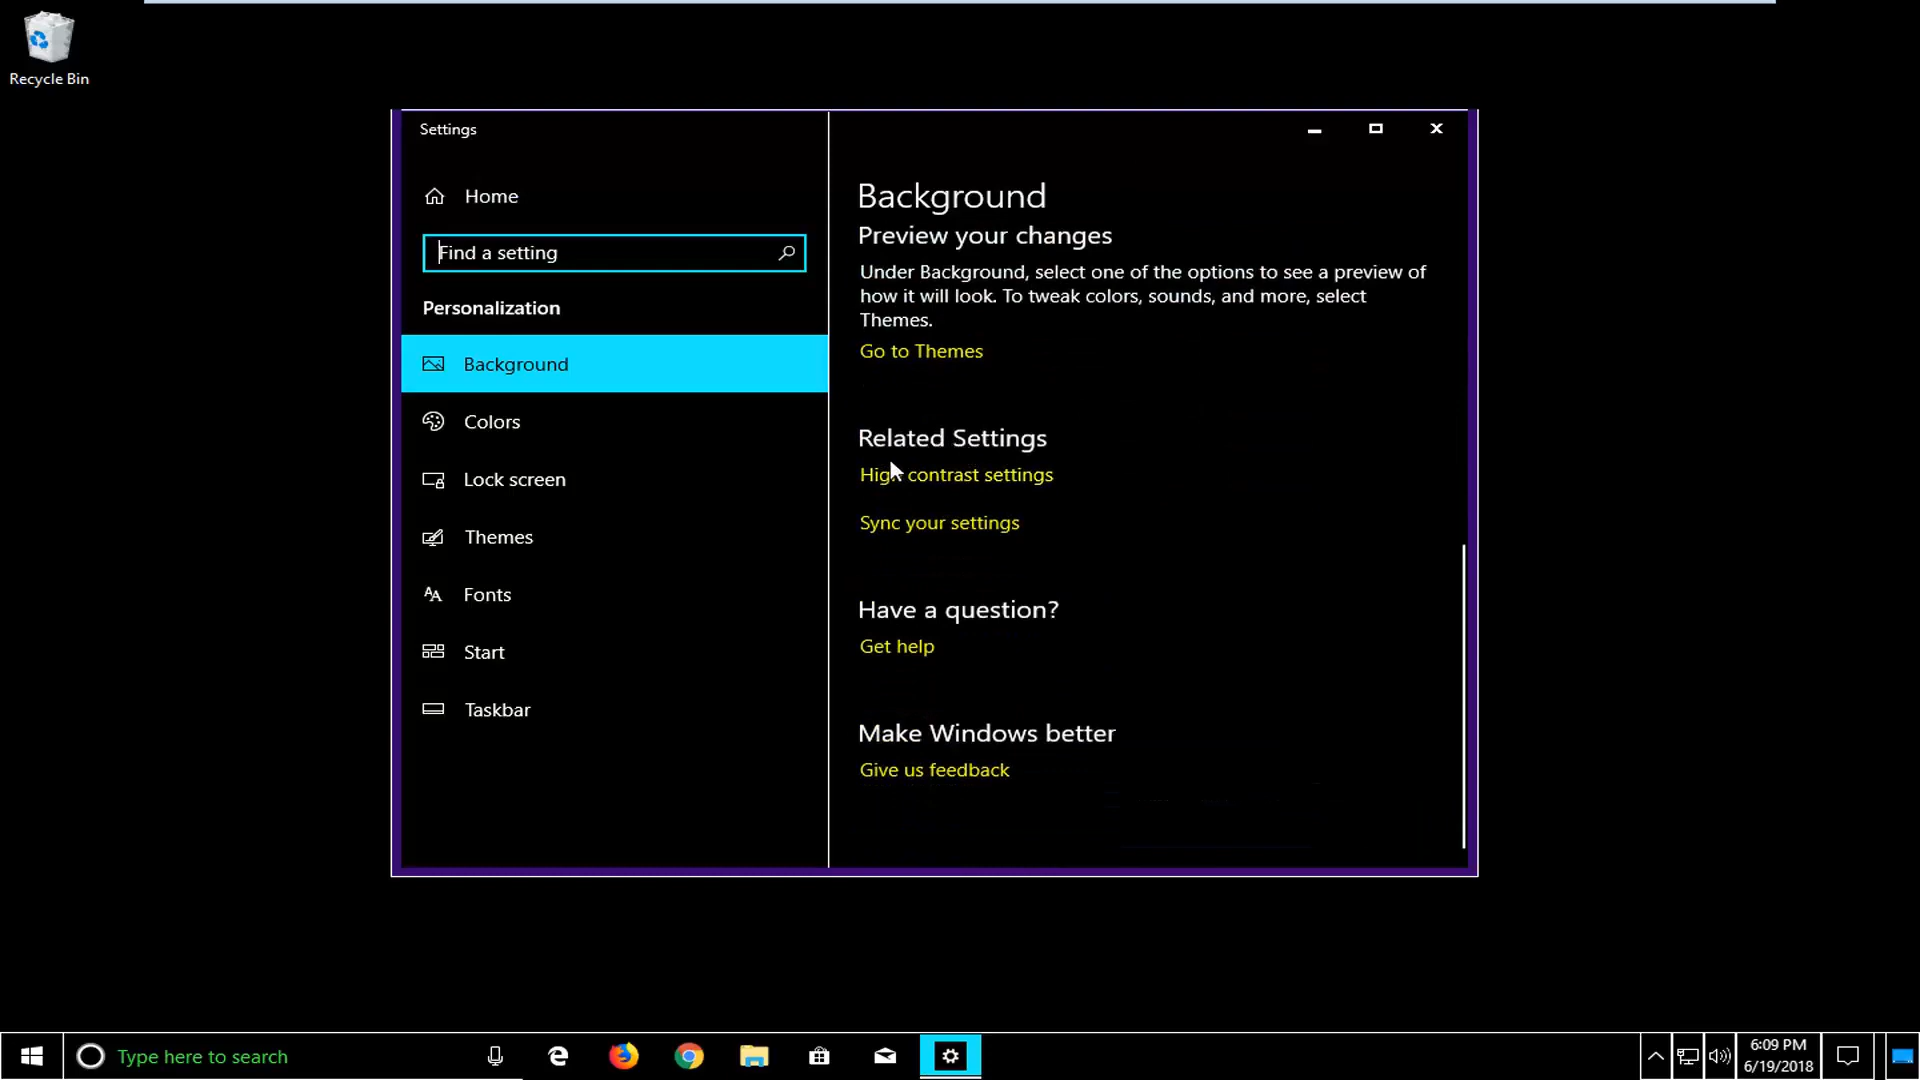 Recycle Bin
Settings
Home
Find a setting
Personalization
Background
Colors
Lock screen
Themes
Fonts
Start
Taskbar
Background
Preview your changes
Under Background, select one of the options to see a preview of
how it will look. To tweak colors, sounds, and more, select
Themes.
Go to Themes
Related Settings
High contrast settings
Sync your settings
Have a question?
Get help
Make Windows better
Give us feedback
Type here to search
6:09 PM
6/19/2018